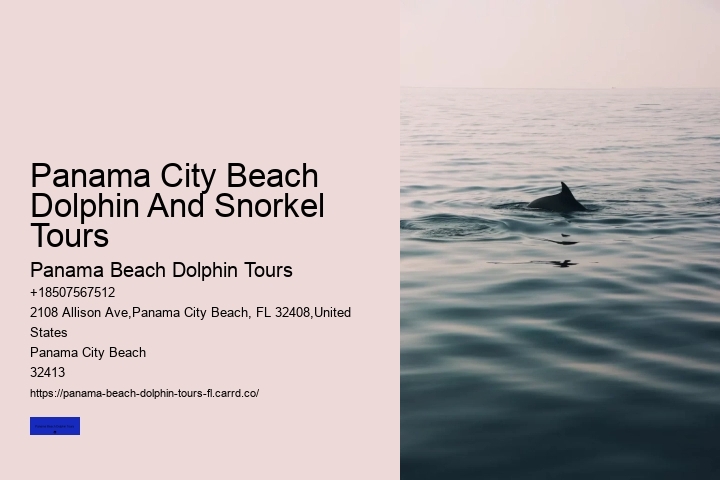 Panama City Beach
Dolphin And Snorkel
Tours
Panama Beach Dolphin Tours
+18507567512
2108 Allison Ave,Panama City Beach, FL 32408,United
States
Panama City Beach
32413
https://panama-beach-dolphin-tours-fl.carrd.co/